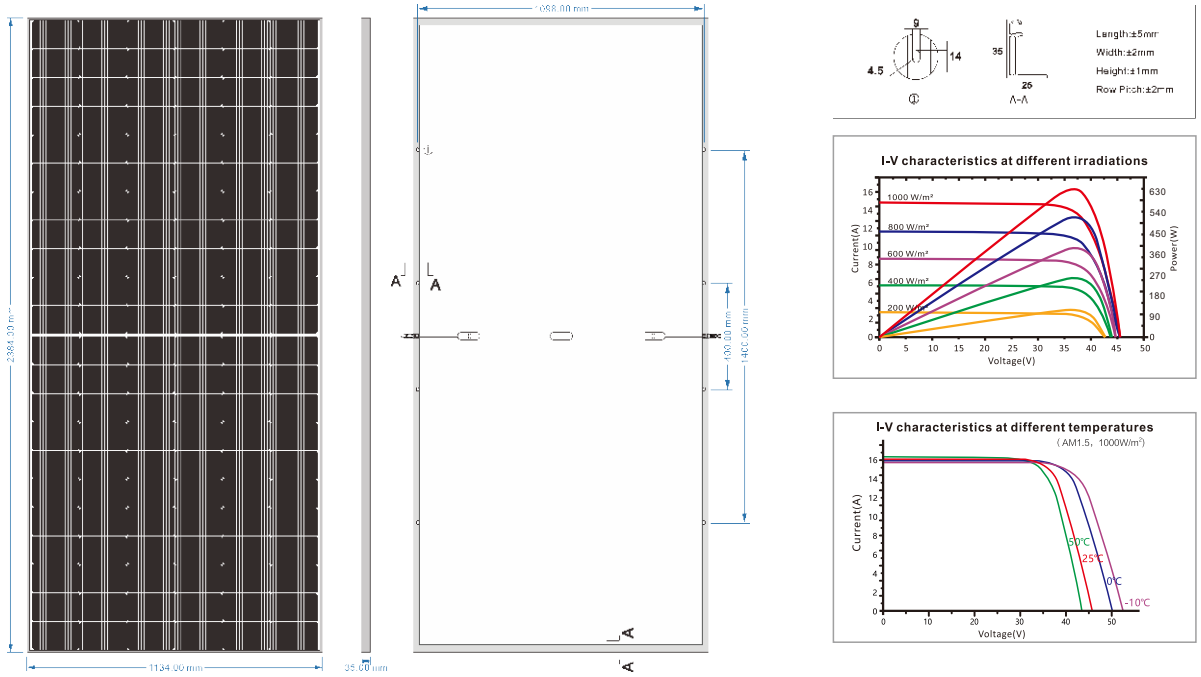 2384.00 mm
1134.00 mm
35.00 mm
1098.00 mm
A
A
400.00 mm
1400.00 mm
A
A
9
14
4.5
①
35
25
A-A
Length:±5mm
Width:±2mm
Height:±1mm
Row Pitch:±2mm
I-V characteristics at different irradiations
Current(A)
16
14
12
10
8
6
4
2
0
1000 W/m²
800 W/m²
600 W/m²
400 W/m²
200 W/m²
630
540
450
360
270
180
90
0
Power(W)
0 5 10 15 20 25 30 35 40 45 50
Voltage(V)
I-V characteristics at different temperatures
(AM1.5, 1000W/m²)
Current(A)
16
14
12
10
8
6
4
2
0
50℃
25℃
0℃
-10℃
10 20 30 40 50
Voltage(V)